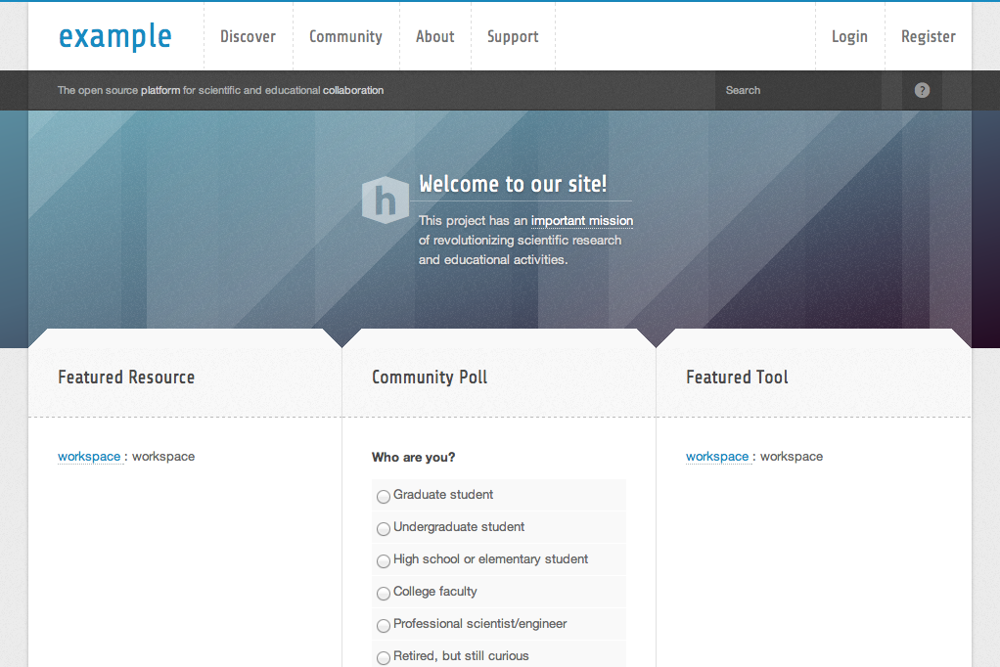 example
Discover
Community
About
Support
Login
Register
The open source platform for scientific and educational collaboration
Search
?
h
Welcome to our site!
This project has an important mission
of revolutionizing scientific research
and educational activities.
Featured Resource
workspace : workspace
Community Poll
Who are you?
Graduate student
Undergraduate student
High school or elementary student
College faculty
Professional scientist/engineer
Retired, but still curious
Featured Tool
workspace : workspace